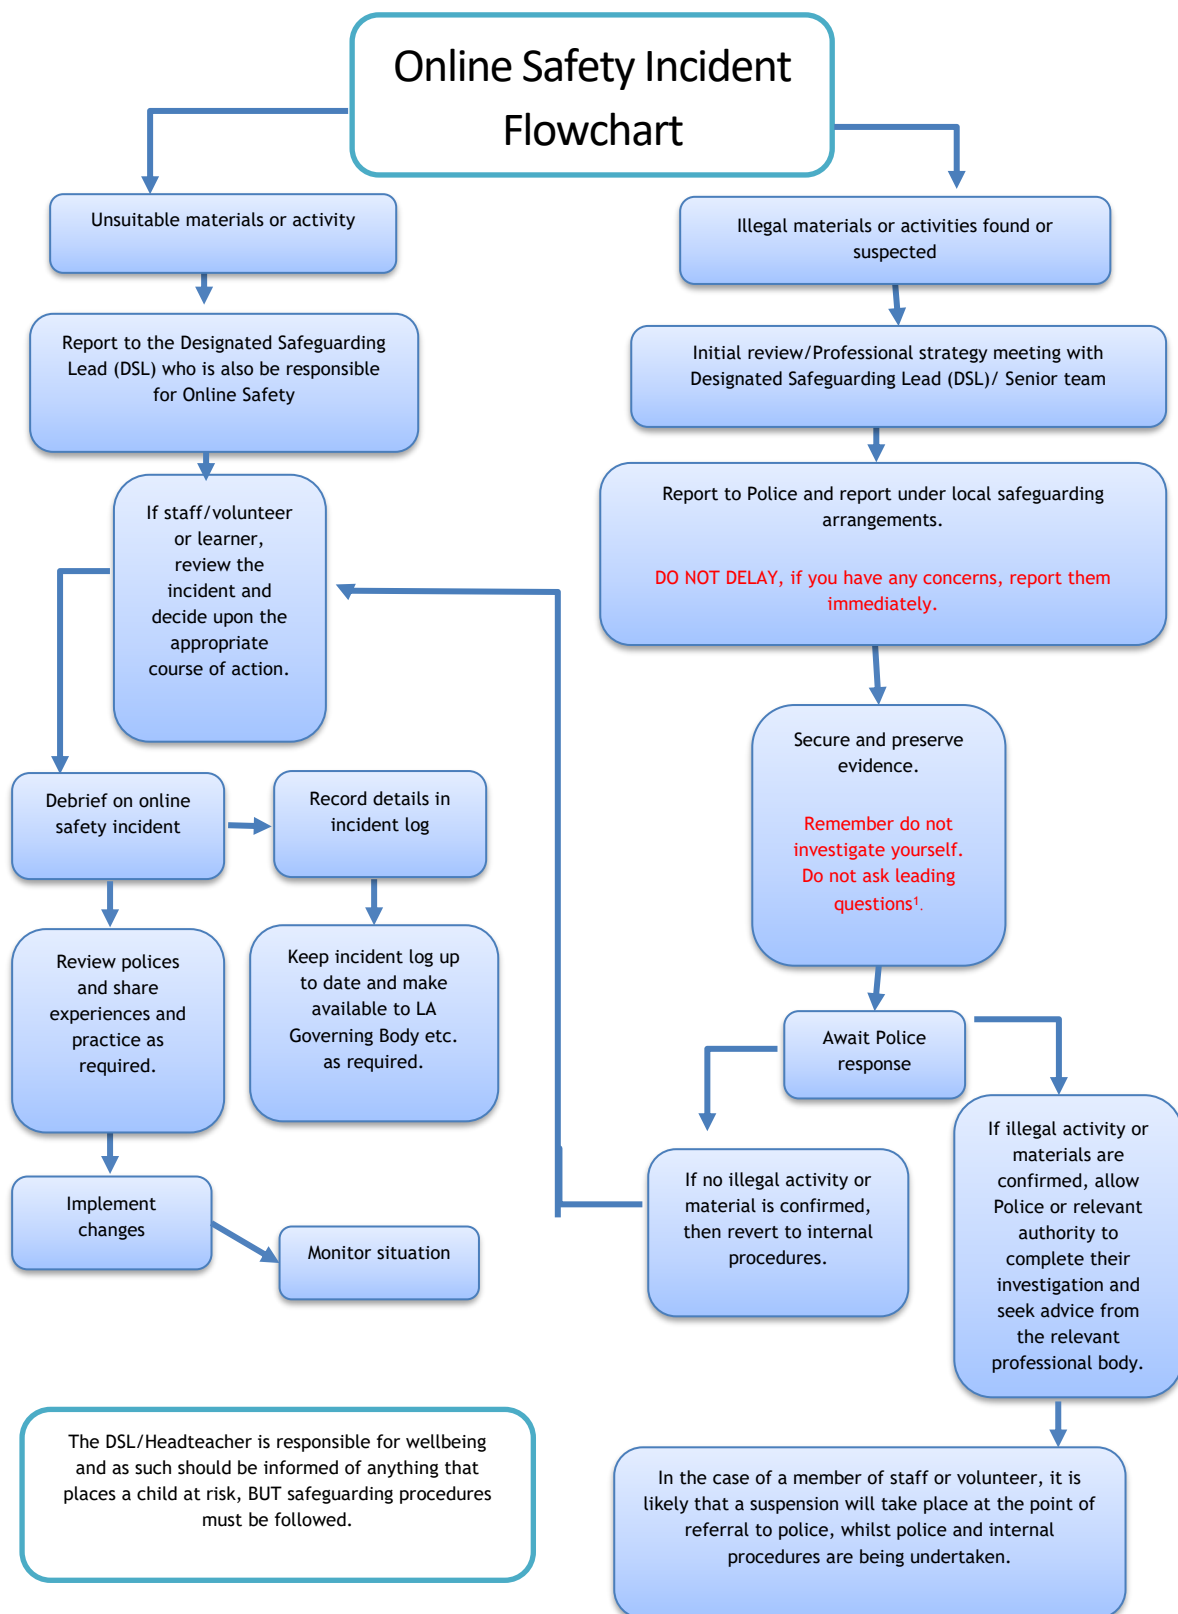 Online Safety Incident
Flowchart
Unsuitable materials or activity
Report to the Designated Safeguarding
Lead (DSL) who is also be responsible
for Online Safety
If staff/volunteer
or learner,
review the
incident and
decide upon the
appropriate
course of action.
Debrief on online
safety incident
Record details in
incident log
Review polices
and share
experiences and
practice as
required.
Keep incident log up
to date and make
available to LA
Governing Body etc.
as required.
Implement
changes
Monitor situation
Illegal materials or activities found or
suspected
Initial review/Professional strategy meeting with
Designated Safeguarding Lead (DSL)/ Senior team
Report to Police and report under local safeguarding
arrangements.
DO NOT DELAY, if you have any concerns, report them
immediately.
Secure and preserve
evidence.
Remember do not
investigate yourself.
Do not ask leading
questions¹.
Await Police
response
If no illegal activity or
material is confirmed,
then revert to internal
procedures.
If illegal activity or
materials are
confirmed, allow
Police or relevant
authority to
complete their
investigation and
seek advice from
the relevant
professional body.
In the case of a member of staff or volunteer, it is
likely that a suspension will take place at the point of
referral to police, whilst police and internal
procedures are being undertaken.
The DSL/Headteacher is responsible for wellbeing
and as such should be informed of anything that
places a child at risk, BUT safeguarding procedures
must be followed.